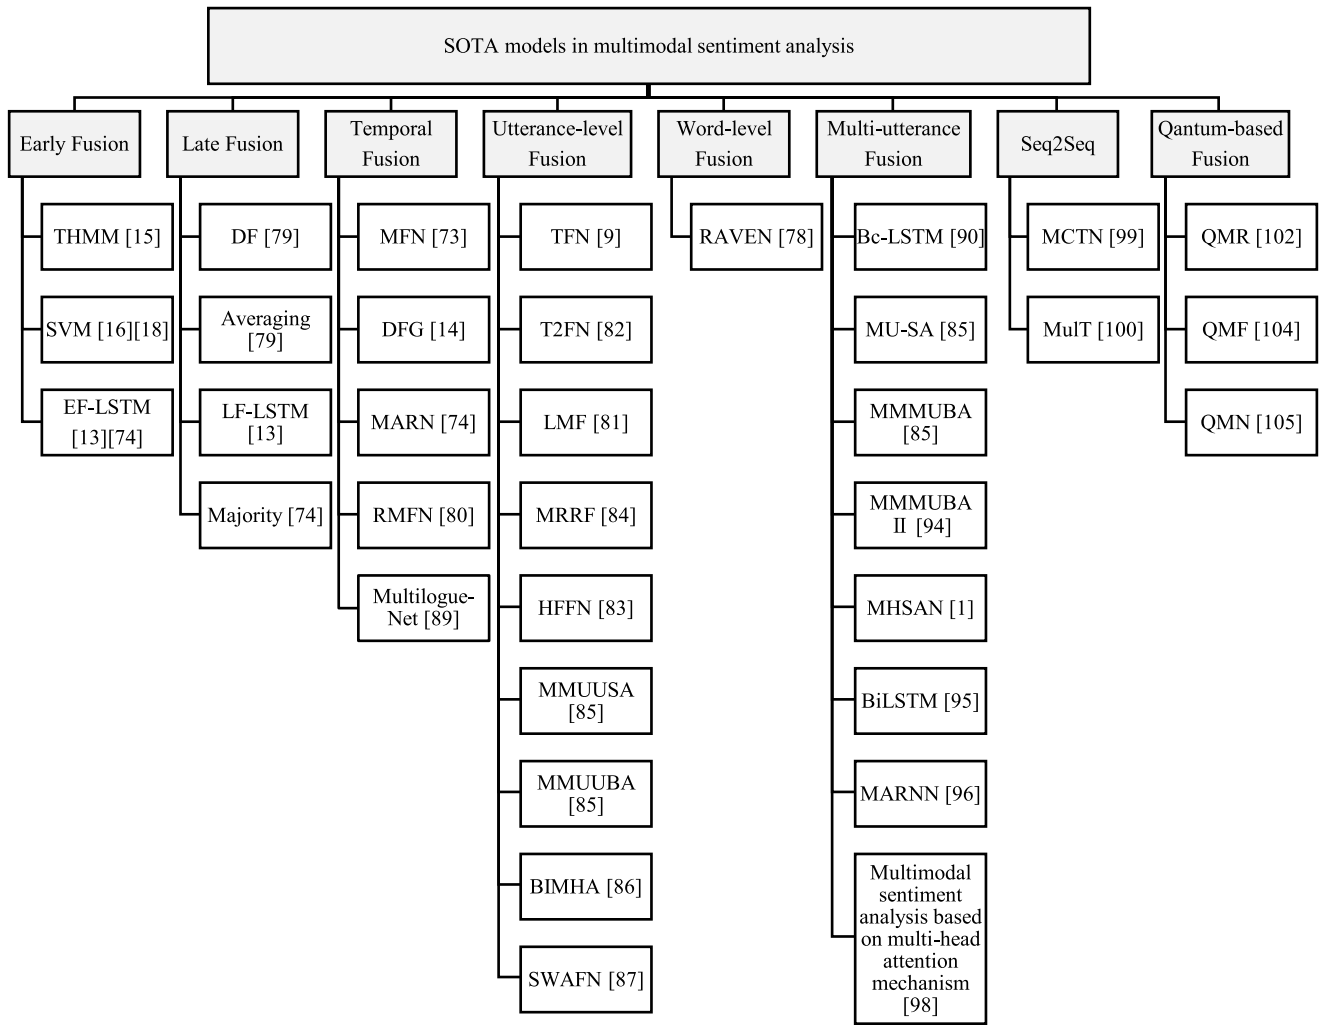 SOTA models in multimodal sentiment analysis
Early Fusion
THMM [15]
SVM [16][18]
EF-LSTM
[13][74]
Late Fusion
DF [79]
Averaging
[79]
LF-LSTM
[13]
Majority [74]
Temporal
Fusion
MFN [73]
DFG [14]
MARN [74]
RMFN [80]
Multilogue-
Net [89]
Utterance-level
Fusion
TFN [9]
T2FN [82]
LMF [81]
MRRF [84]
HFFN [83]
MMUUSA
[85]
MMUUBA
[85]
BIMHA [86]
SWAFN [87]
Word-level
Fusion
RAVEN [78]
Multi-utterance
Fusion
Bc-LSTM [90]
MU-SA [85]
MMMUBA
[85]
MMMUBA
II [94]
MHSAN [1]
BiLSTM [95]
MARNN [96]
Multimodal
sentiment
analysis based
on multi-head
attention
mechanism
[98]
Seq2Seq
MCTN [99]
MulT [100]
Qantum-based
Fusion
QMR [102]
QMF [104]
QMN [105]